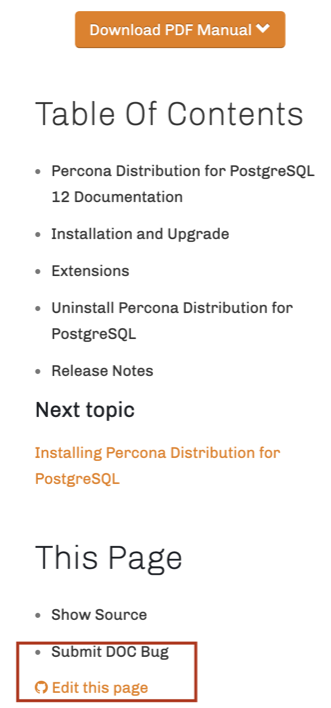 Download PDF Manual
Table Of Contents
Percona Distribution for PostgreSQL
12 Documentation
Installation and Upgrade
Extensions
Uninstall Percona Distribution for
PostgreSQL
Release Notes
Next topic
Installing Percona Distribution for
PostgreSQL
This Page
Show Source
Submit DOC Bug
Edit this page